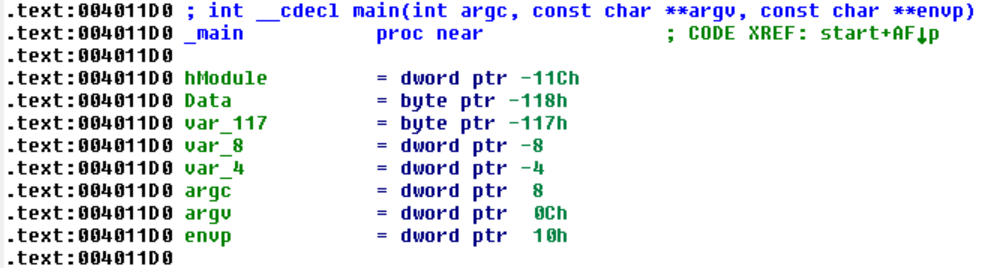 .text:004011D0 ; int __cdecl main(int argc, const char **argv, const char **envp)
.text:004011D0 _main proc near ; CODE XREF: start+AF↓p
.text:004011D0
.text:004011D0 hModule = dword ptr -11Ch
.text:004011D0 Data = byte ptr -118h
.text:004011D0 var_117 = byte ptr -117h
.text:004011D0 var_8 = dword ptr -8
.text:004011D0 var_4 = dword ptr -4
.text:004011D0 argc = dword ptr 8
.text:004011D0 argv = dword ptr 0Ch
.text:004011D0 envp = dword ptr 10h
.text:004011D0